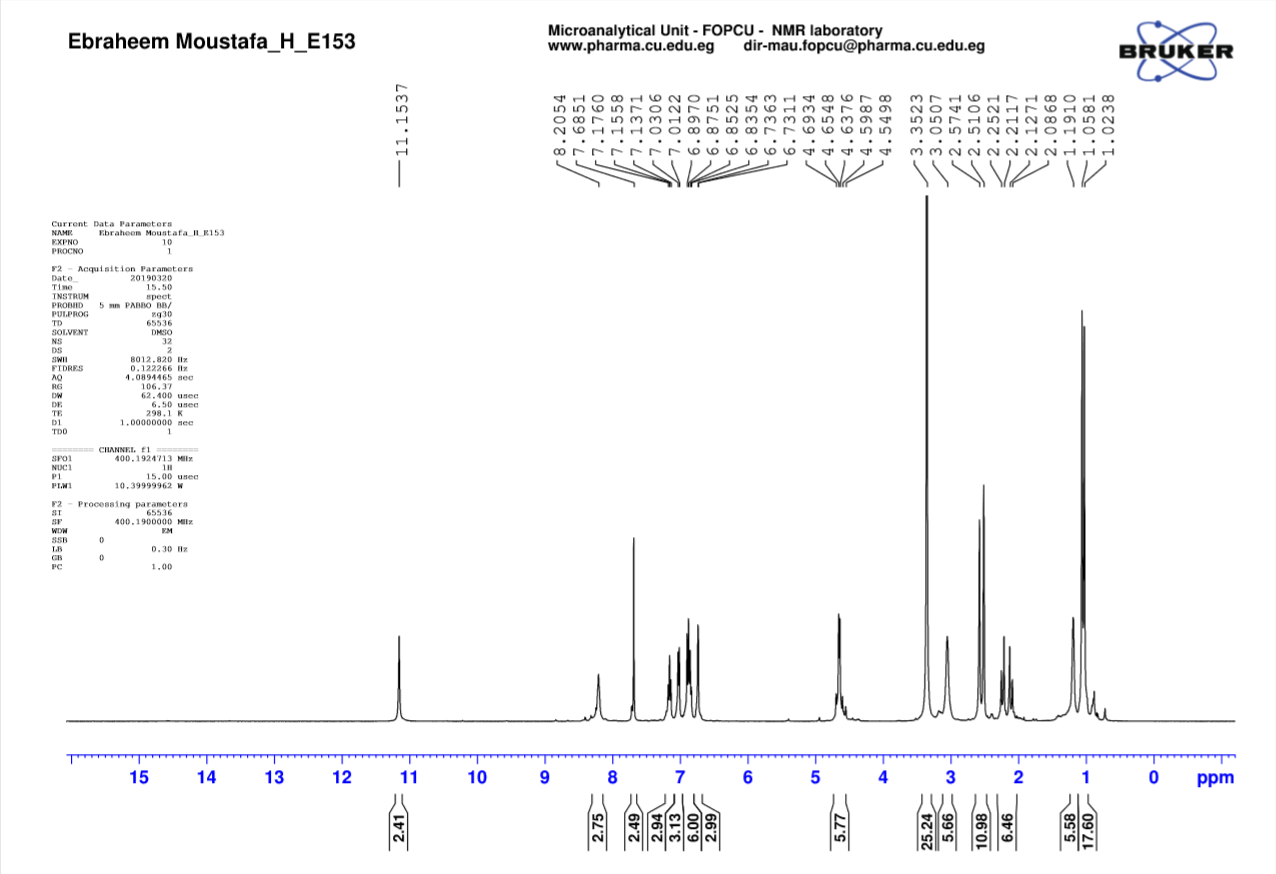 Ebraheem Moustafa_H_E153
Microanalytical Unit - FOPCU - NMR laboratory
www.pharma.cu.edu.eg dir-mau.fopcu@pharma.cu.edu.eg
BRUKER
11.1537
8.2054
7.6851
7.1760
7.1558
7.1371
7.0306
7.0122
6.8970
6.8751
6.8525
6.8354
6.7363
6.7311
4.6934
4.6548
4.6376
4.5987
4.5498
3.3523
3.0507
2.5741
2.5106
2.2521
2.2117
2.1271
2.0868
1.1910
1.0581
1.0238
Current Data Parameters
NAME Ebraheem Moustafa_H_E153
EXPNO 10
PROCNO 1
F2 - Acquisition Parameters
Date_ 20190320
Time 15.50
INSTRUM spect
PROBHD 5 mm PABBO BB/
PULPROG zg30
TD 65536
SOLVENT DMSO
NS 32
DS 2
SWH 8012.820 Hz
FIDRES 0.122266 Hz
AQ 4.0894465 sec
RG 106.37
DW 62.400 usec
DE 6.50 usec
TE 298.1 K
D1 1.00000000 sec
TD0 1
======== CHANNEL f1 ========
SFO1 400.1924713 MHz
NUC1 1H
P1 15.00 usec
PLW1 10.39999962 W
F2 - Processing parameters
SI 65536
SF 400.1900000 MHz
WDW EM
SSB 0
LB 0.30 Hz
GB 0
PC 1.00
15 14 13 12 11 10 9 8 7 6 5 4 3 2 1 0 ppm
2.41
2.75
2.49
2.94
3.13
6.00
2.99
5.77
25.24
5.66
10.98
6.46
5.58
17.60